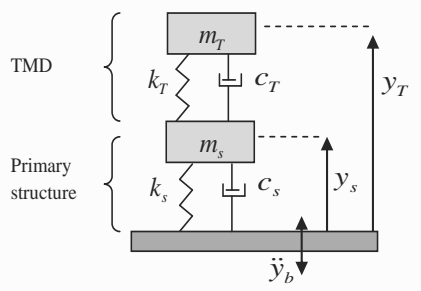 m_T
TMD
k_T
c_T
y_T
m_s
Primary
structure
k_s
c_s
y_s
ÿ_b